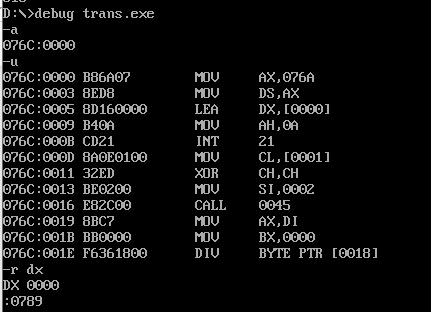 D:\>debug trans.exe
-a
076C:0000
-u
076C:0000 B86A07 MOV AX,076A
076C:0003 8ED8 MOV DS,AX
076C:0005 8D160000 LEA DX,[0000]
076C:0009 B40A MOV AH,0A
076C:000B CD21 INT 21
076C:000D 8A0E0100 MOV CL,[0001]
076C:0011 32ED XOR CH,CH
076C:0013 BE0200 MOV SI,0002
076C:0016 E82C00 CALL 0045
076C:0019 8BC7 MOV AX,DI
076C:001B BB0000 MOV BX,0000
076C:001E F6361800 DIV BYTE PTR [0018]
-r dx
DX 0000
:0789